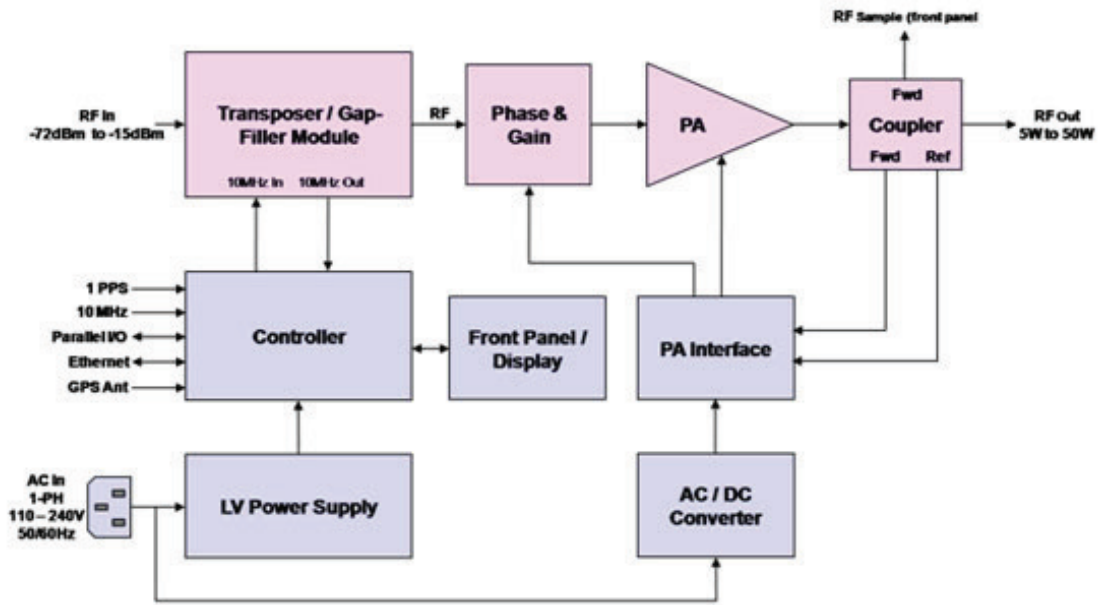 RF Sample (front panel
RF In
-72dBm to -15dBm
Transposer / Gap-
Filler Module
10MHz In 10MHz Out
RF
Phase &
Gain
PA
Fwd
Coupler
Fwd Ref
RF Out
5W to 50W
1 PPS
10 MHz
Parallel I/O
Ethernet
GPS Ant
Controller
Front Panel /
Display
PA Interface
AC In
1-PH
110 – 240V
50/60Hz
LV Power Supply
AC / DC
Converter